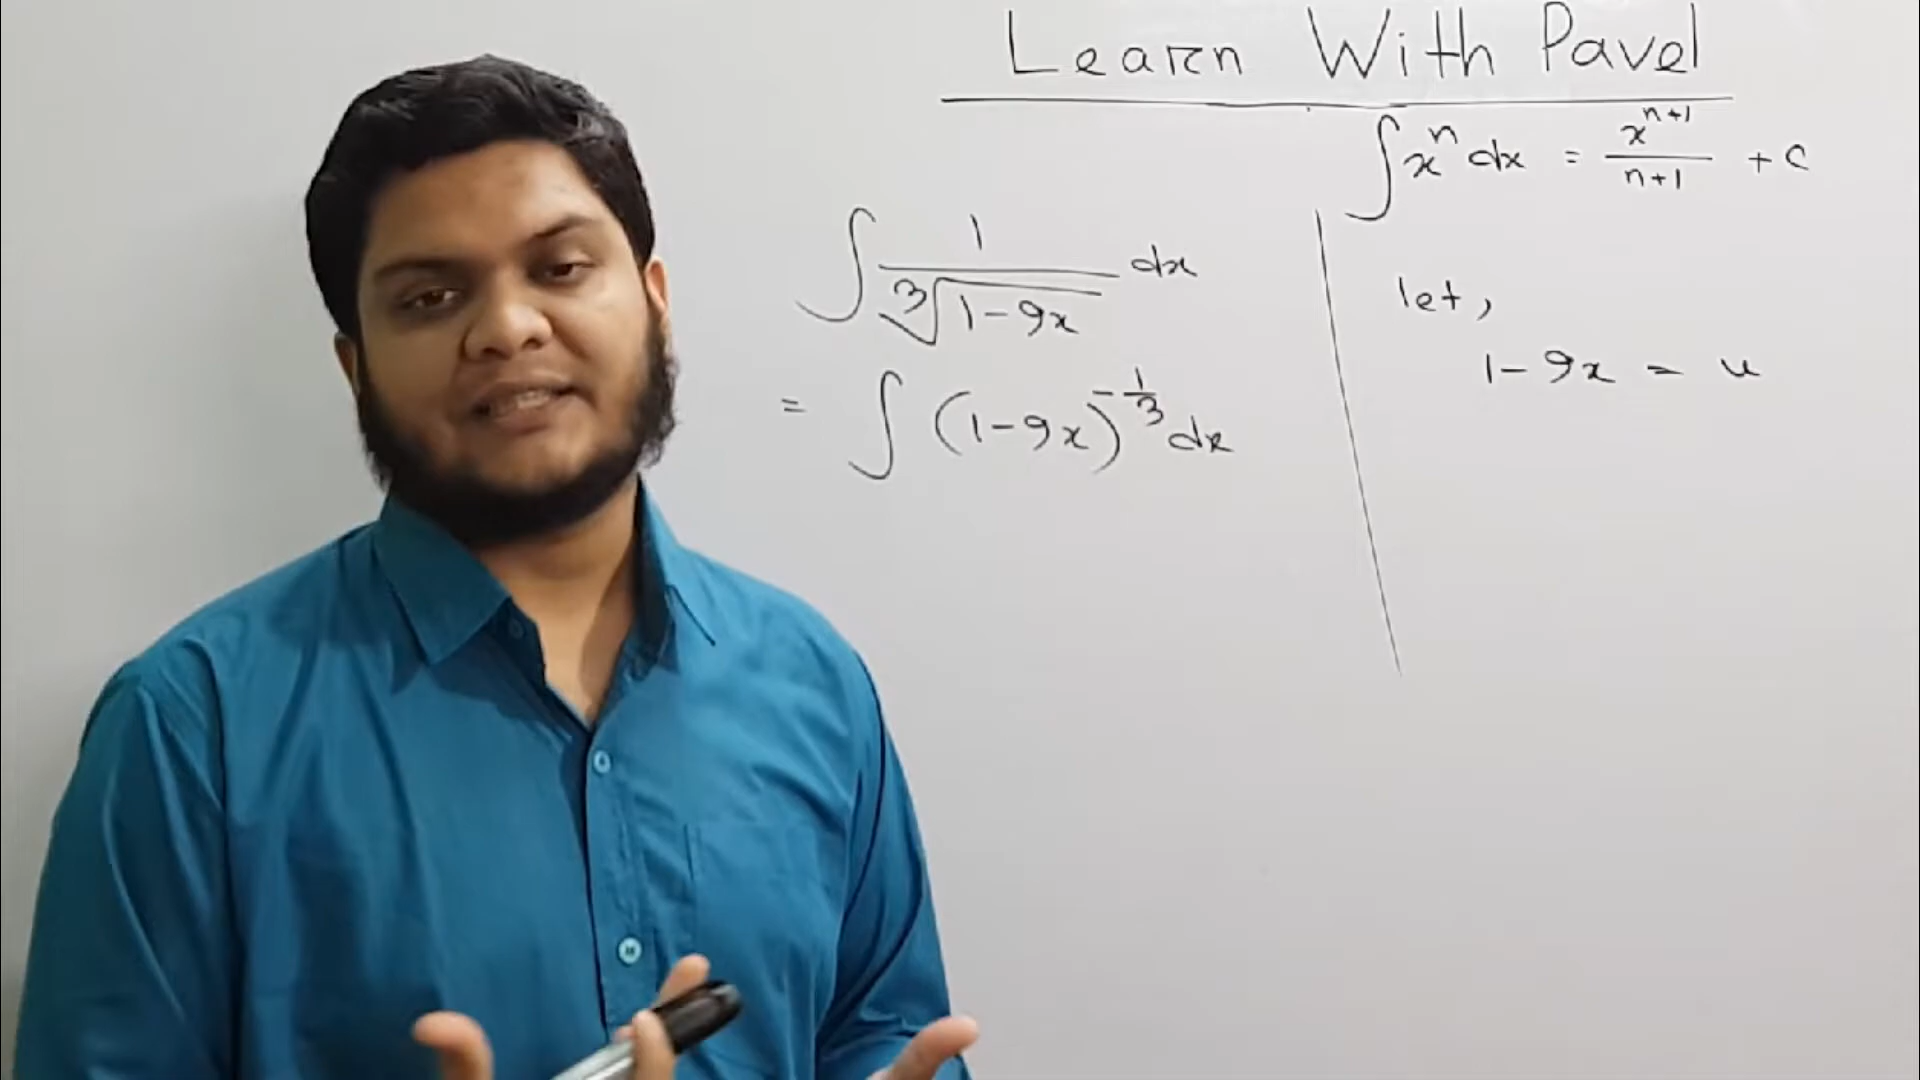 Learn With Pavel
∫xⁿ dx = xⁿ⁺¹/n+1 + c
∫ 1/∛1-9x dx
= ∫ (1-9x)^-1/3 dx
let,
1-9x = u